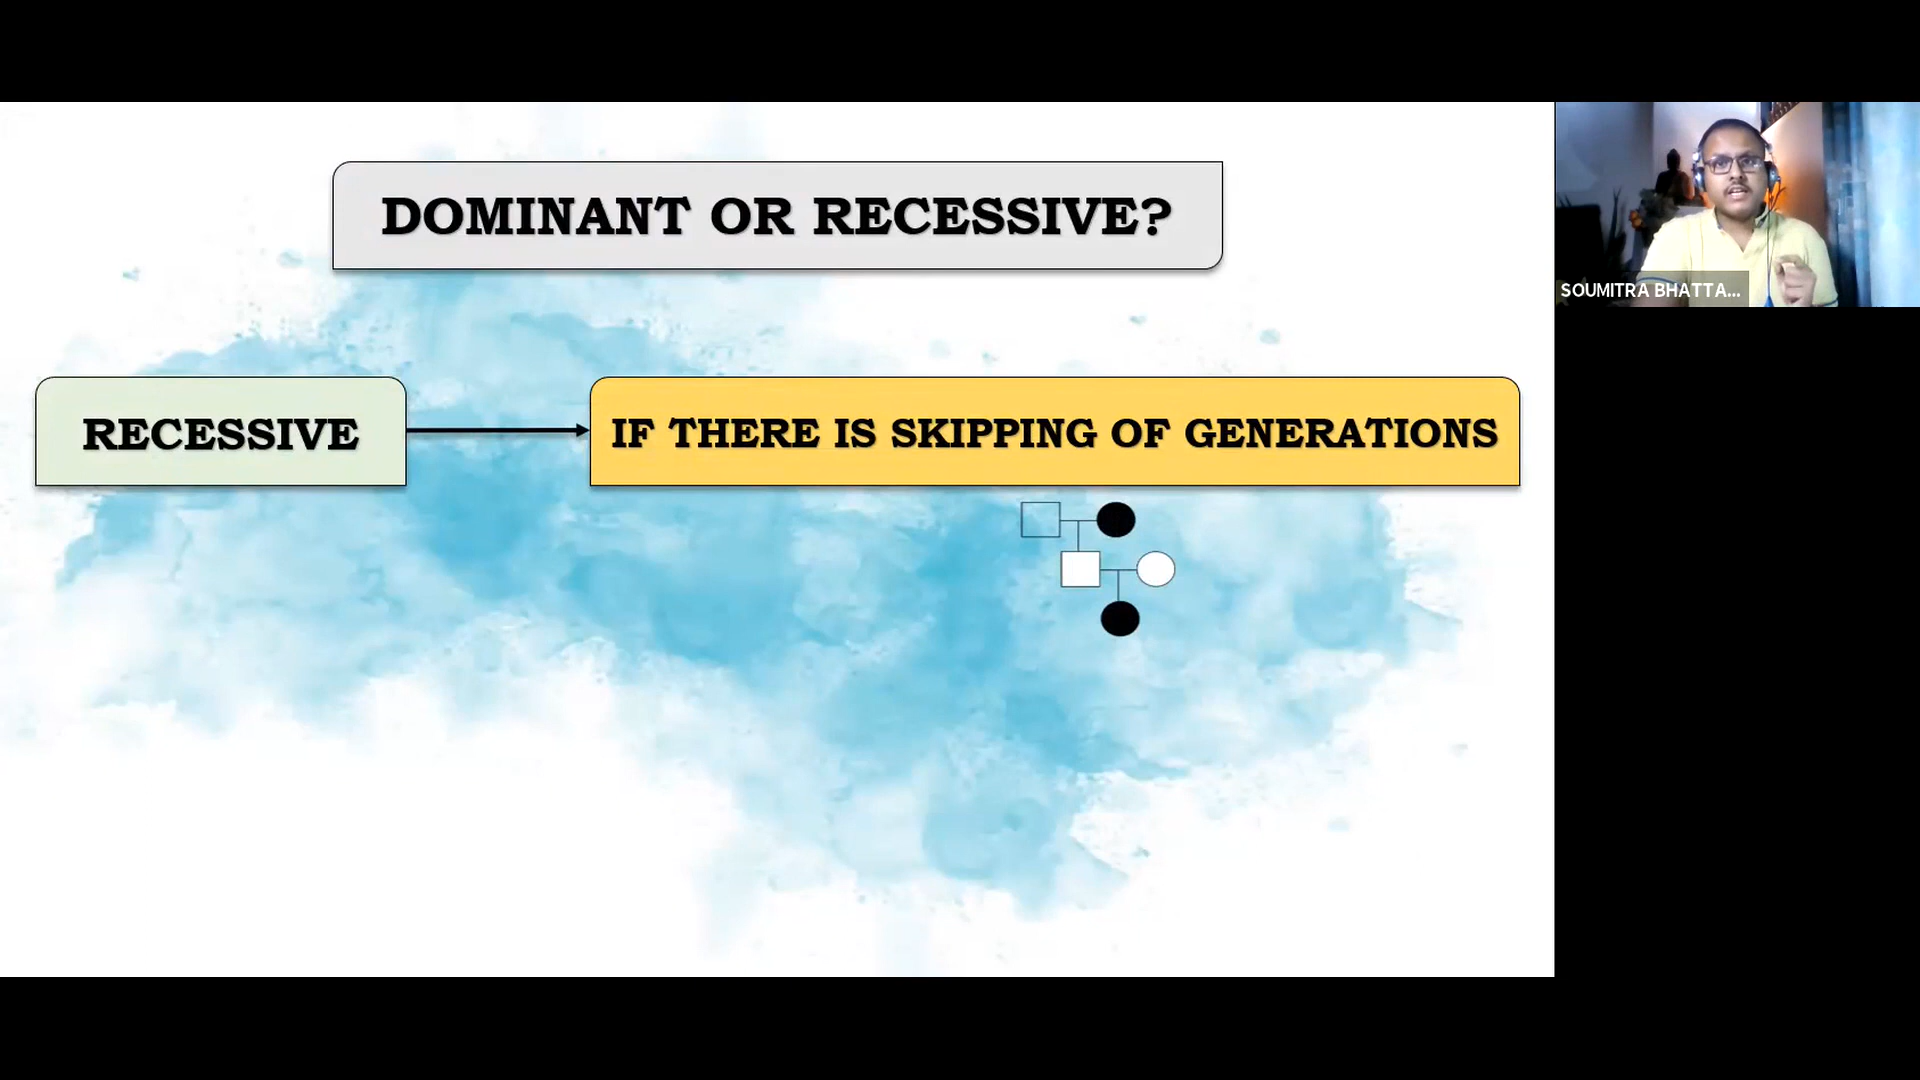 DOMINANT OR RECESSIVE?
SOUMITRA BHATTA...
RECESSIVE
IF THERE IS SKIPPING OF GENERATIONS